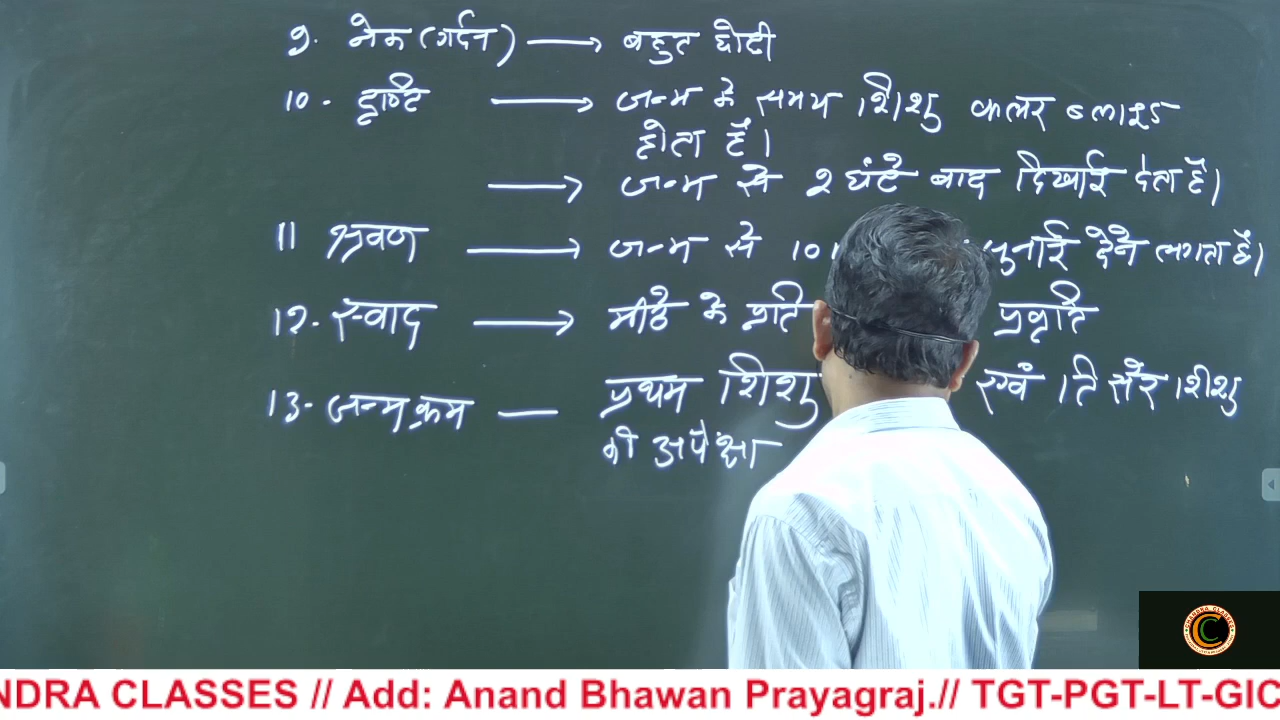 9. नेक (गर्दन) → बहुत छोटी
10. दृष्टि → जन्म के समय शिशु कलर ब्लाइंड
होता है।
→ जन्म से 2 घंटे बाद दिखाई देता है।
11 श्रवण → जन्म से 10 सुनाई देने लगता है।
12. स्वाद → मीठे के प्रति प्रवृति
13. जन्म क्रम — प्रथम शिशु एवं तिसरे शिशु
की अपेक्षा
NDRA CLASSES // Add: Anand Bhawan Prayagraj.// TGT-PGT-LT-GIC